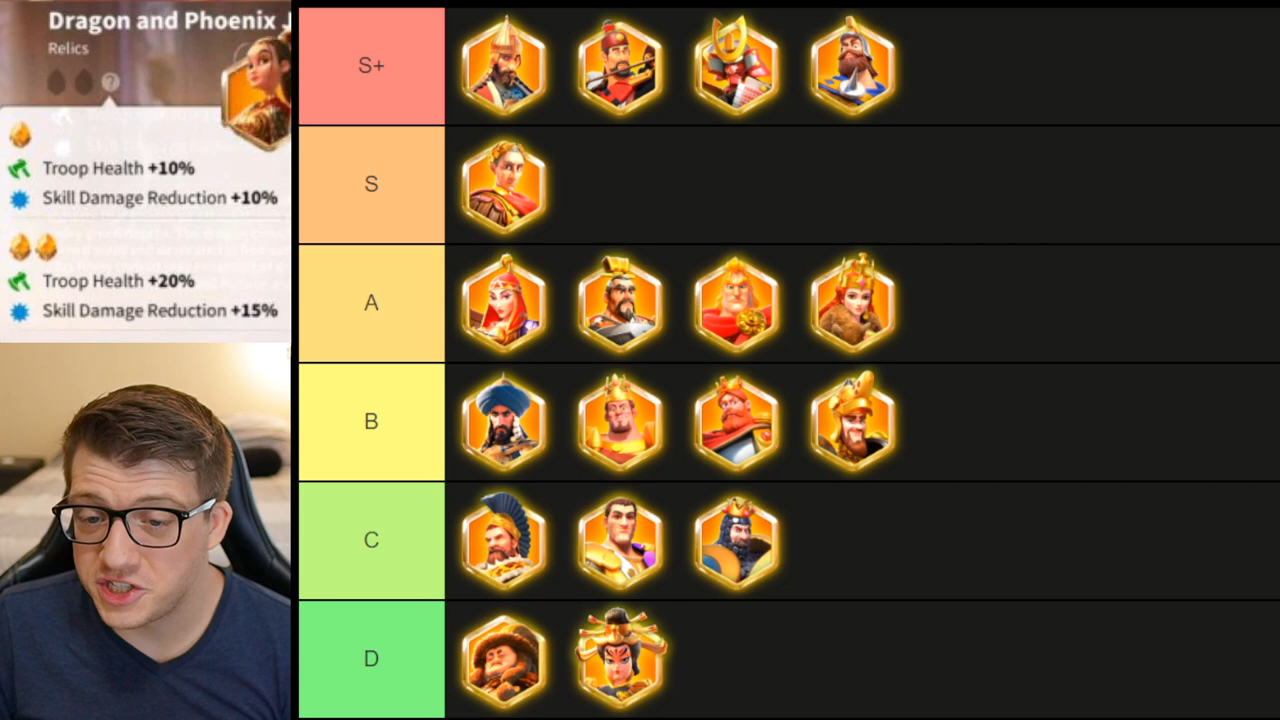 Dragon and Phoenix J
Relics
?
Troop Health +10%
Skill Damage Reduction +10%
Troop Health +20%
Skill Damage Reduction +15%
S+
S
A
B
C
D